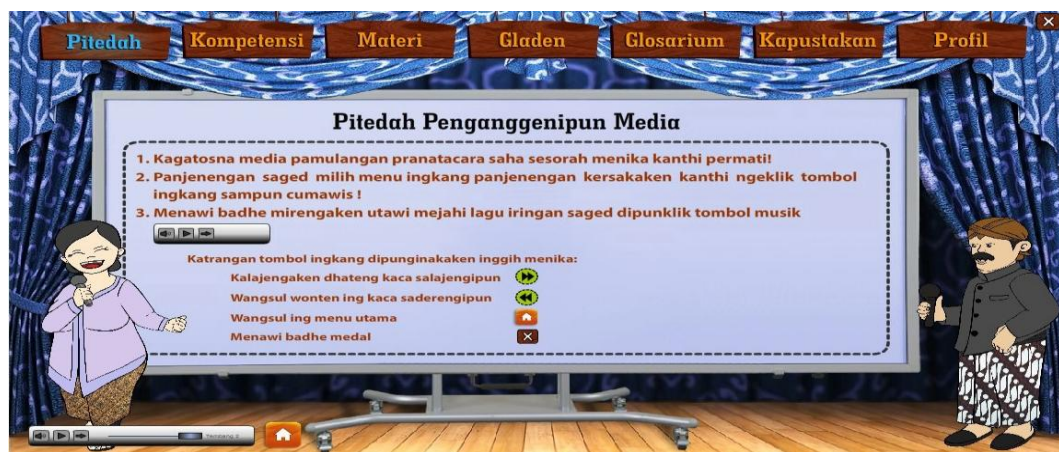 Pitedah Kompetensi Materi Gladen Glosarium Kapustakan Profil
Pitedah Penganggenipun Media
1. Kagatosna media pamulangan pranatacara saha sesorah menika kanthi permati!
2. Panjenengan saged milih menu ingkang panjenengan kersakaken kanthi ngeklik tombol
ingkang sampun cumawis !
3. Menawi badhe mirengaken utawi mejahi lagu iringan saged dipunklik tombol musik
Katrangan tombol ingkang dipunginakaken inggih menika:
Kalajengaken dhateng kaca salajengipun
Wangsul wonten ing kaca saderengipun
Wangsul ing menu utama
Menawi badhe medal